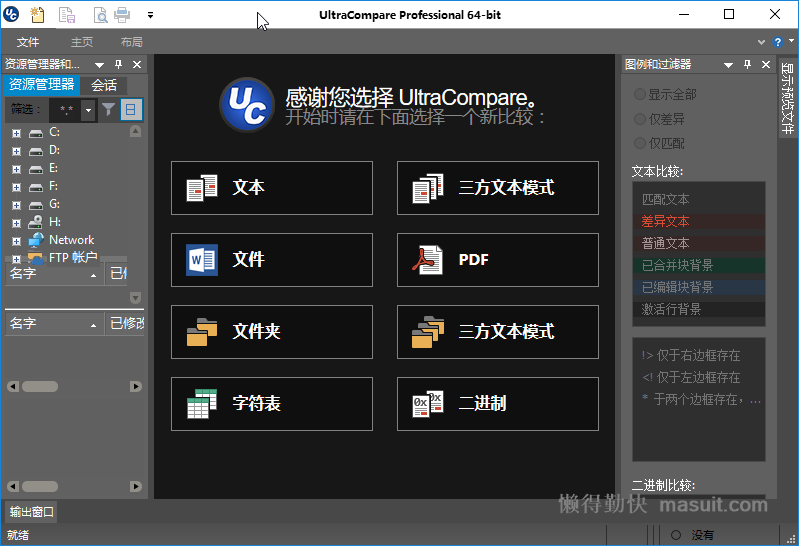 UltraCompare Professional 64-bit
文件 主页 布局
资源管理器和...
资源管理器 会话
筛选： *.*
C:
D:
E:
F:
G:
H:
Network
FTP 帐户
名字 已修
名字 已修改
感谢您选择 UltraCompare。
开始时请在下面选择一个新比较：
文本
三方文本模式
文件
PDF
文件夹
三方文本模式
字符表
二进制
图例和过滤器
显示全部
仅差异
仅匹配
文本比较:
匹配文本
差异文本
普通文本
已合并块背景
已编辑块背景
激活行背景
!> 仅于右边框存在
<! 仅于左边框存在
* 于两个边框存在，...
二进制比较:
显示预览文件
懒得勤快 masuit.com
输出窗口
就绪
没有